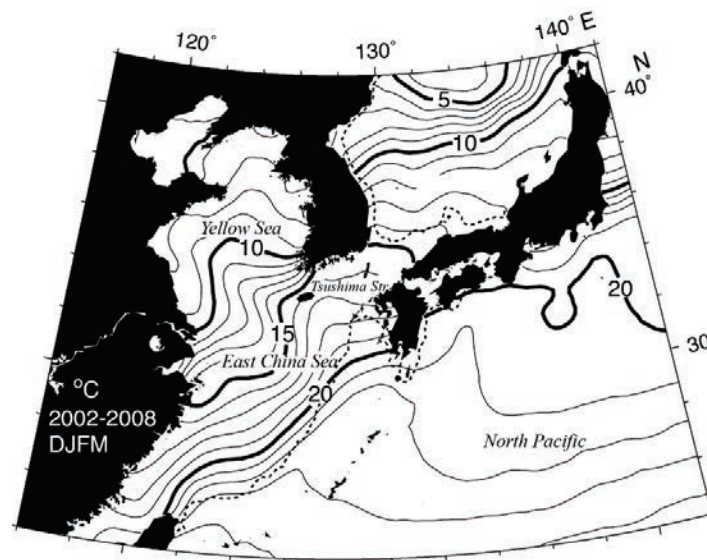 120°
130°
140° E
N
40°
5
10
Yellow Sea
10
Tsushima Str.
20
15
East China Sea
30
°C
20
2002-2008
DJFM
North Pacific